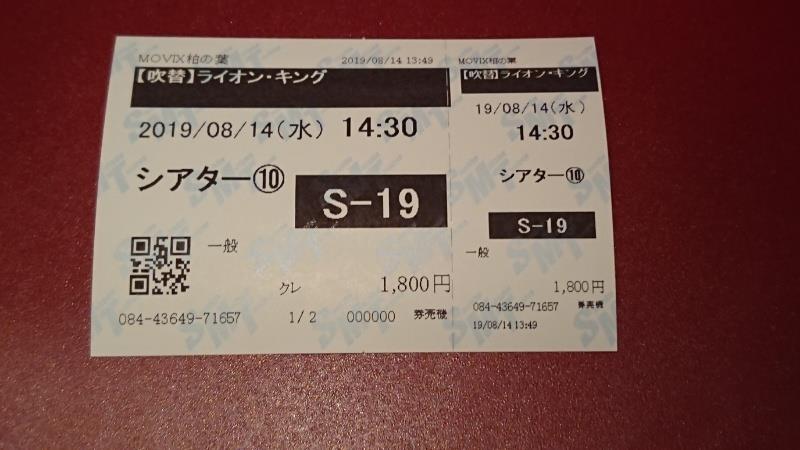 MOVIX柏の葉 2019/08/14 13:49
【吹替】ライオン・キング
2019/08/14(水) 14:30
シアター⑩
S-19
一般
クレ 1,800円
084-43649-71657 1/2 000000 券売機
MOVIX柏の葉
【吹替】ライオン・キング
19/08/14(水)
14:30
シアター⑩
S-19
一般
1,800円
084-43649-71657 券売機
19/08/14 13:49
SMT